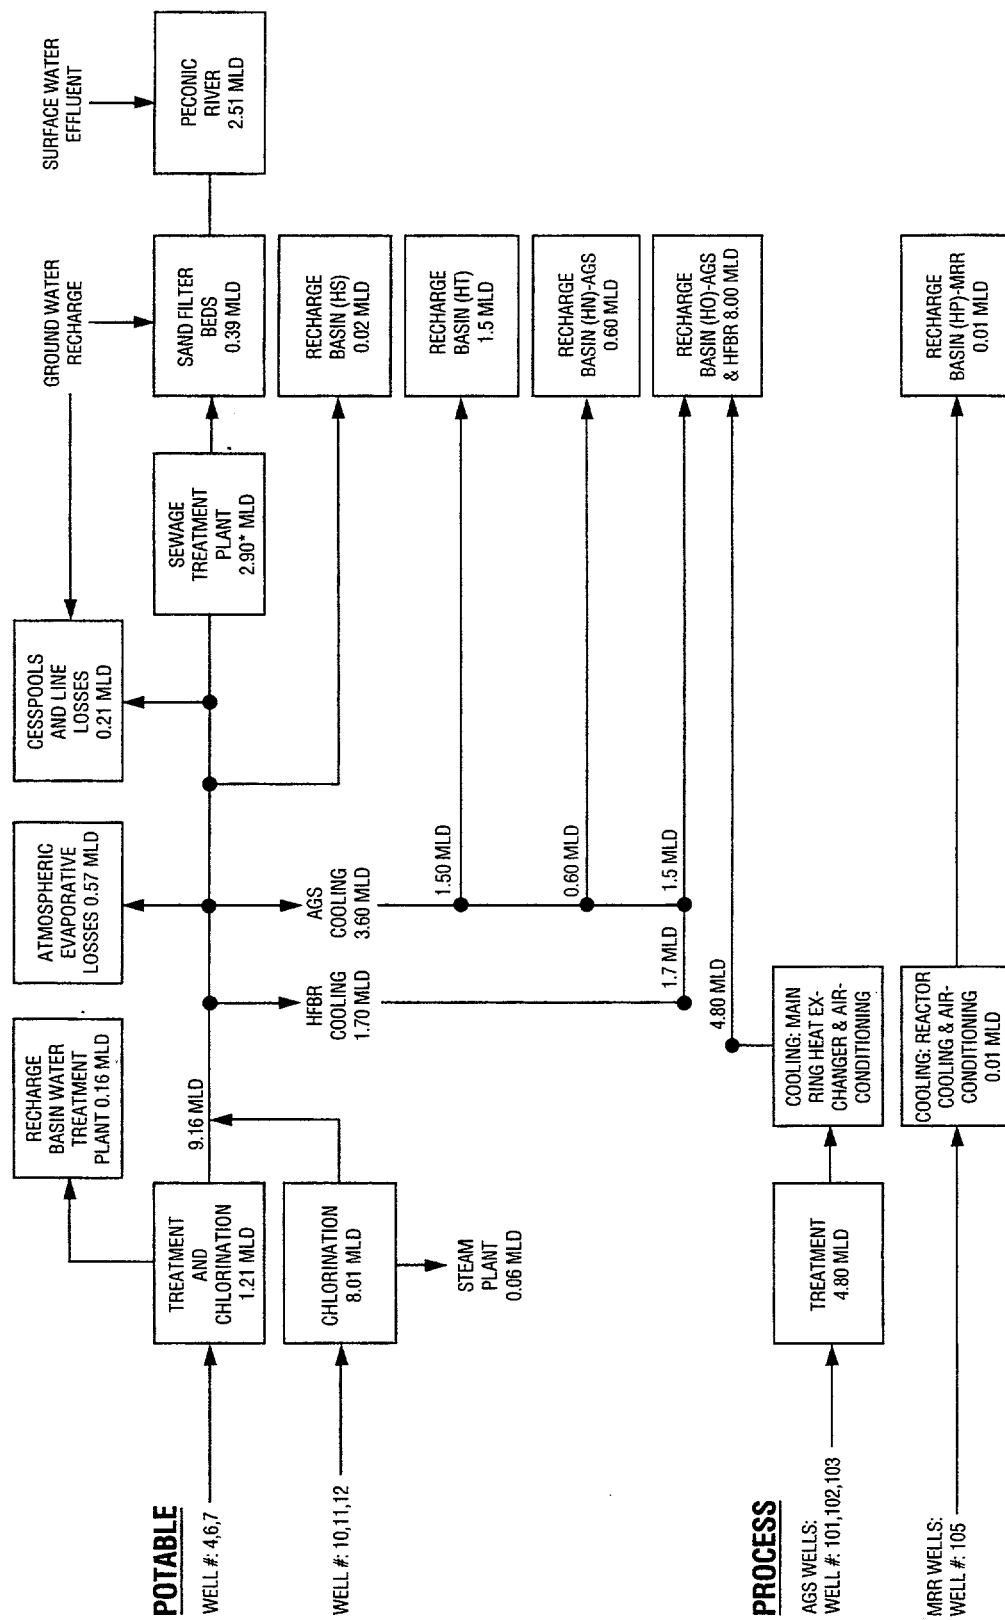 POTABLE
WELL #: 4,6,7
WELL #: 10,11,12
TREATMENT
AND
CHLORINATION
1.21 MLD
CHLORINATION
8.01 MLD
STEAM
PLANT
0.06 MLD
RECHARGE
BASIN WATER
TREATMENT
PLANT 0.16 MLD
9.16 MLD
ATMOSPHERIC
EVAPORATIVE
LOSSES 0.57 MLD
HFBR
COOLING
1.70 MLD
AGS
COOLING
3.60 MLD
CESSPOOLS
AND LINE
LOSSES
0.21 MLD
SEWAGE
TREATMENT
PLANT
2.90* MLD
GROUND WATER
RECHARGE
SURFACE WATER
EFFLUENT
SAND FILTER
BEDS
0.39 MLD
PECONIC
RIVER
2.51 MLD
RECHARGE
BASIN (HS)
0.02 MLD
1.50 MLD
RECHARGE
BASIN (HT)
1.5 MLD
0.60 MLD
RECHARGE
BASIN (HN)-AGS
0.60 MLD
1.7 MLD
1.5 MLD
4.80 MLD
RECHARGE
BASIN (HO)-AGS
& HFBR 8.00 MLD
PROCESS
AGS WELLS:
WELL #: 101,102,103
TREATMENT
4.80 MLD
COOLING: MAIN
RING HEAT EX-
CHANGER & AIR-
CONDITIONING
MRR WELLS:
WELL #: 105
COOLING: REACTOR
COOLING & AIR-
CONDITIONING
0.01 MLD
RECHARGE
BASIN (HP)-MRR
0.01 MLD